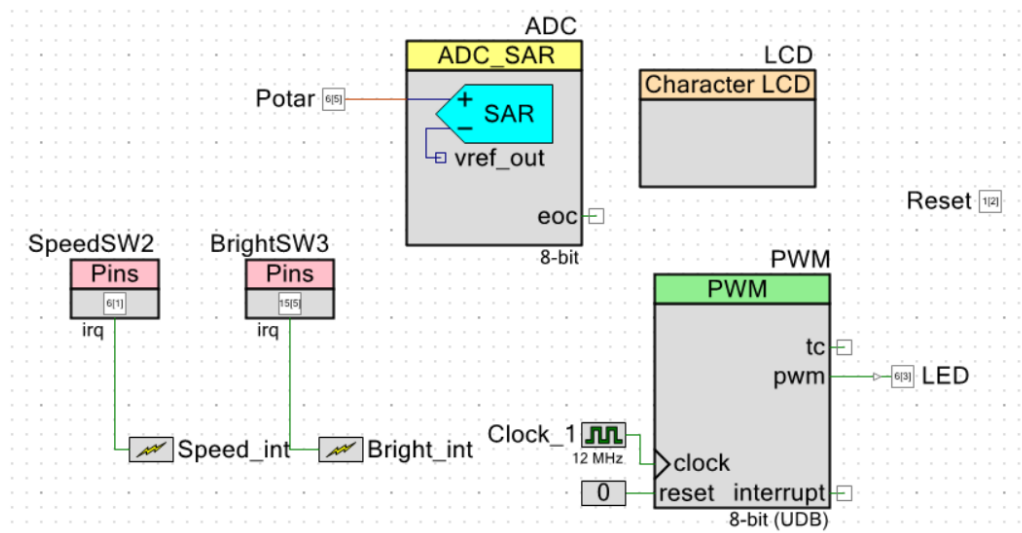 ADC
ADC_SAR
Potar 6[5]
SAR
vref_out
eoc
8-bit
LCD
Character LCD
Reset 1[2]
SpeedSW2
Pins
6[1]
irq
BrightSW3
Pins
15[5]
irq
Speed_int
Bright_int
PWM
PWM
tc
pwm
6[3] LED
Clock_1
12 MHz
clock
0
reset
interrupt
8-bit (UDB)